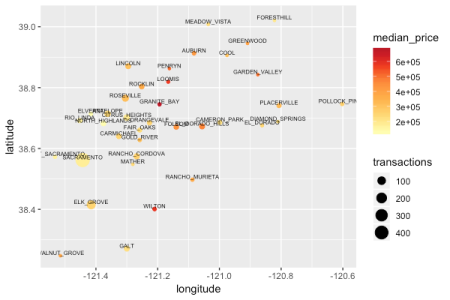 39.0
38.8
38.6
38.4
latitude
FORESTHILL
MEADOW_VISTA
GREENWOOD
AUBURN
COOL
LINCOLN
PENRYN
GARDEN_VALLEY
LOOMIS
ROCKLIN
ROSEVILLE
GRANITE_BAY
PLACERVILLE
POLLOCK_PIN
ANTELOPE
CITRUS_HEIGHTS
RIO_LINDA
NORTH_HIGHLANDS
ORANGEVALE
CAMERON_PARK
DIAMOND_SPRINGS
EL_DORADO_HILLS
EL_DORADO
FAIR_OAKS
CARMICHAEL
GOLD_RIVER
SACRAMENTO
SACRAMENTO
RANCHO_CORDOVA
MATHER
RANCHO_MURIETA
ELK_GROVE
WILTON
GALT
WALNUT_GROVE
-121.4
-121.2
-121.0
-120.8
-120.6
longitude
median_price
6e+05
5e+05
4e+05
3e+05
2e+05
transactions
100
200
300
400